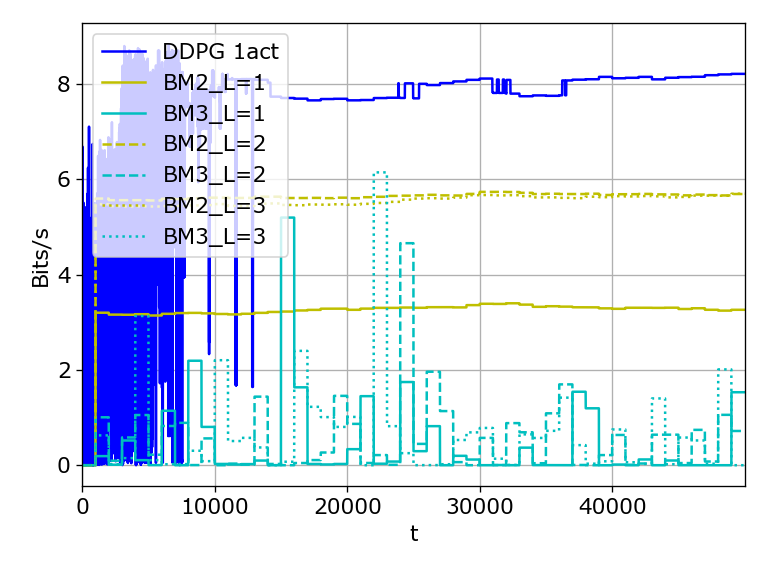 DDPG 1act
BM2_L=1
BM3_L=1
BM2_L=2
BM3_L=2
BM2_L=3
BM3_L=3
Bits/s
8
6
4
2
0
0 10000 20000 30000 40000
t